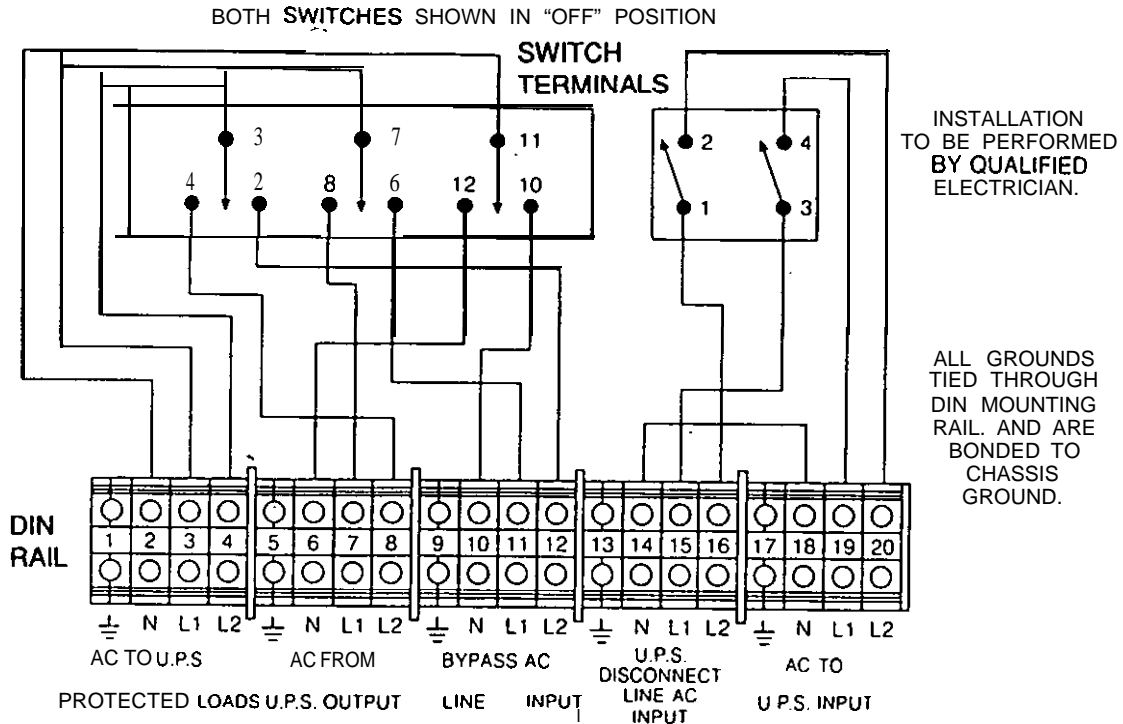 BOTH SWITCHES SHOWN IN “OFF” POSITION
SWITCH
TERMINALS
3 7 11
4 2 8 6 12 10
2 4
1 3
INSTALLATION
TO BE PERFORMED
BY QUALIFIED
ELECTRICIAN.
ALL GROUNDS
TIED THROUGH
DIN MOUNTING
RAIL. AND ARE
BONDED TO
CHASSIS
GROUND.
DIN
RAIL
1 2 3 4 5 6 7 8 9 10 11 12 13 14 15 16 17 18 19 20
N L1 L2 N L1 L2 N L1 L2 N L1 L2 N L1 L2
AC TO U.P.S
PROTECTED LOADS
AC FROM
U.P.S. OUTPUT
BYPASS AC
LINE INPUT
U.P.S.
DISCONNECT
LINE AC
INPUT
AC TO
U P.S. INPUT